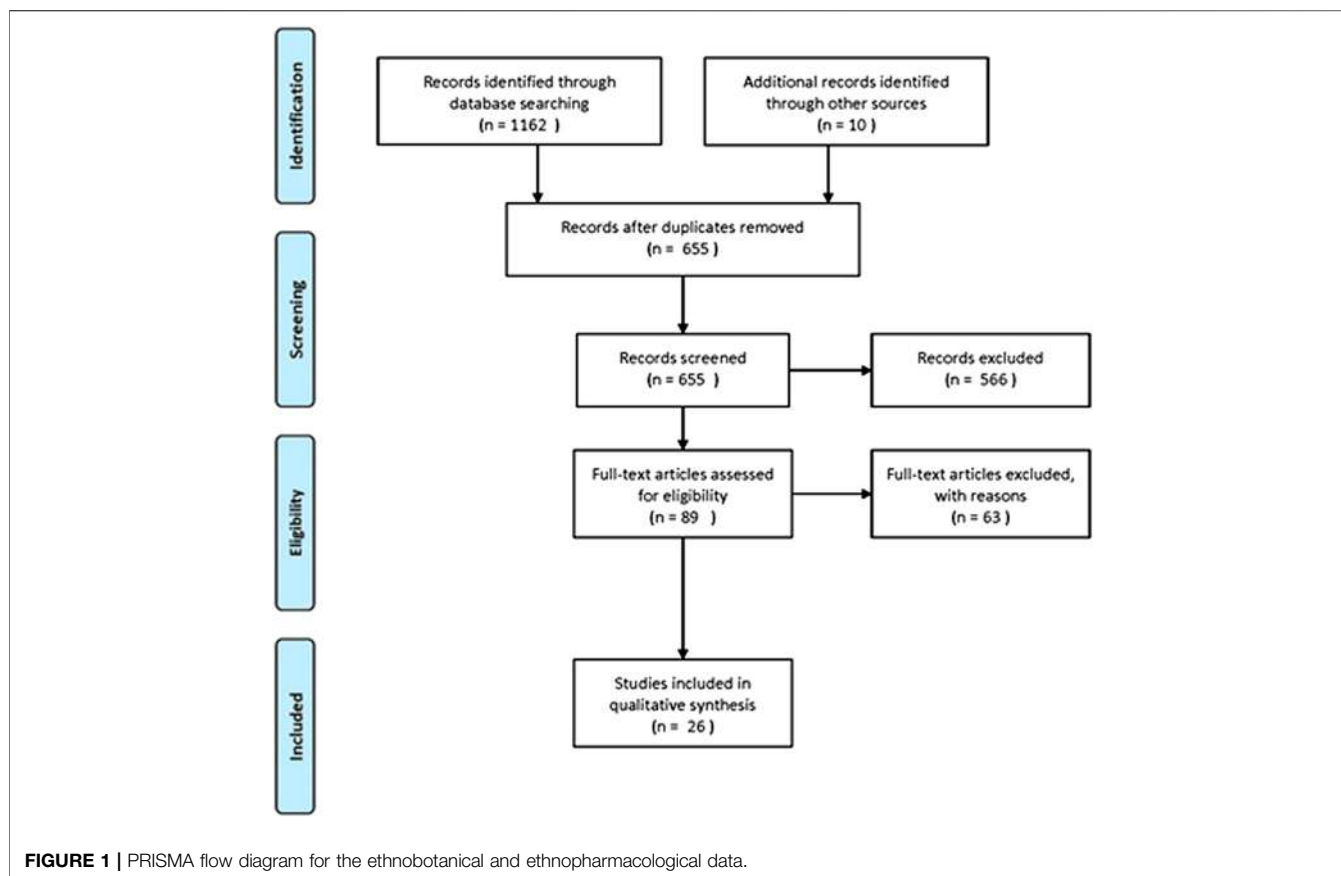 Identification
Records identified through
database searching
(n = 1162 )
Additional records identified
through other sources
(n = 10 )
Records after duplicates removed
(n = 655 )
Screening
Records screened
(n = 655 )
Records excluded
(n = 566 )
Eligibility
Full-text articles assessed
for eligibility
(n = 89 )
Full-text articles excluded,
with reasons
(n = 63 )
Included
Studies included in
qualitative synthesis
(n = 26 )
FIGURE 1 | PRISMA flow diagram for the ethnobotanical and ethnopharmacological data.